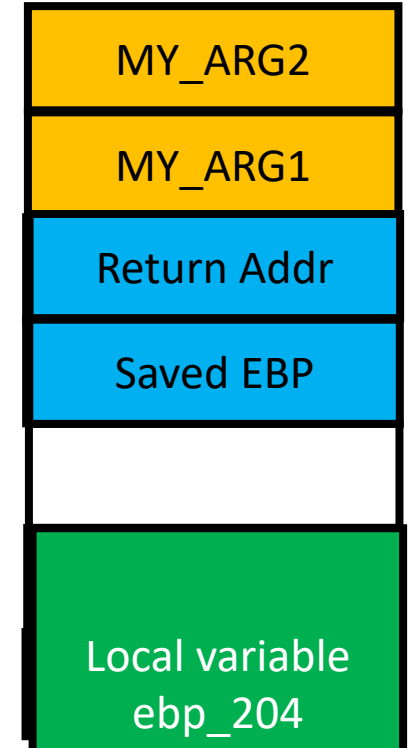 MY_ARG2
MY_ARG1
Return Addr
Saved EBP
Local variable
ebp_204